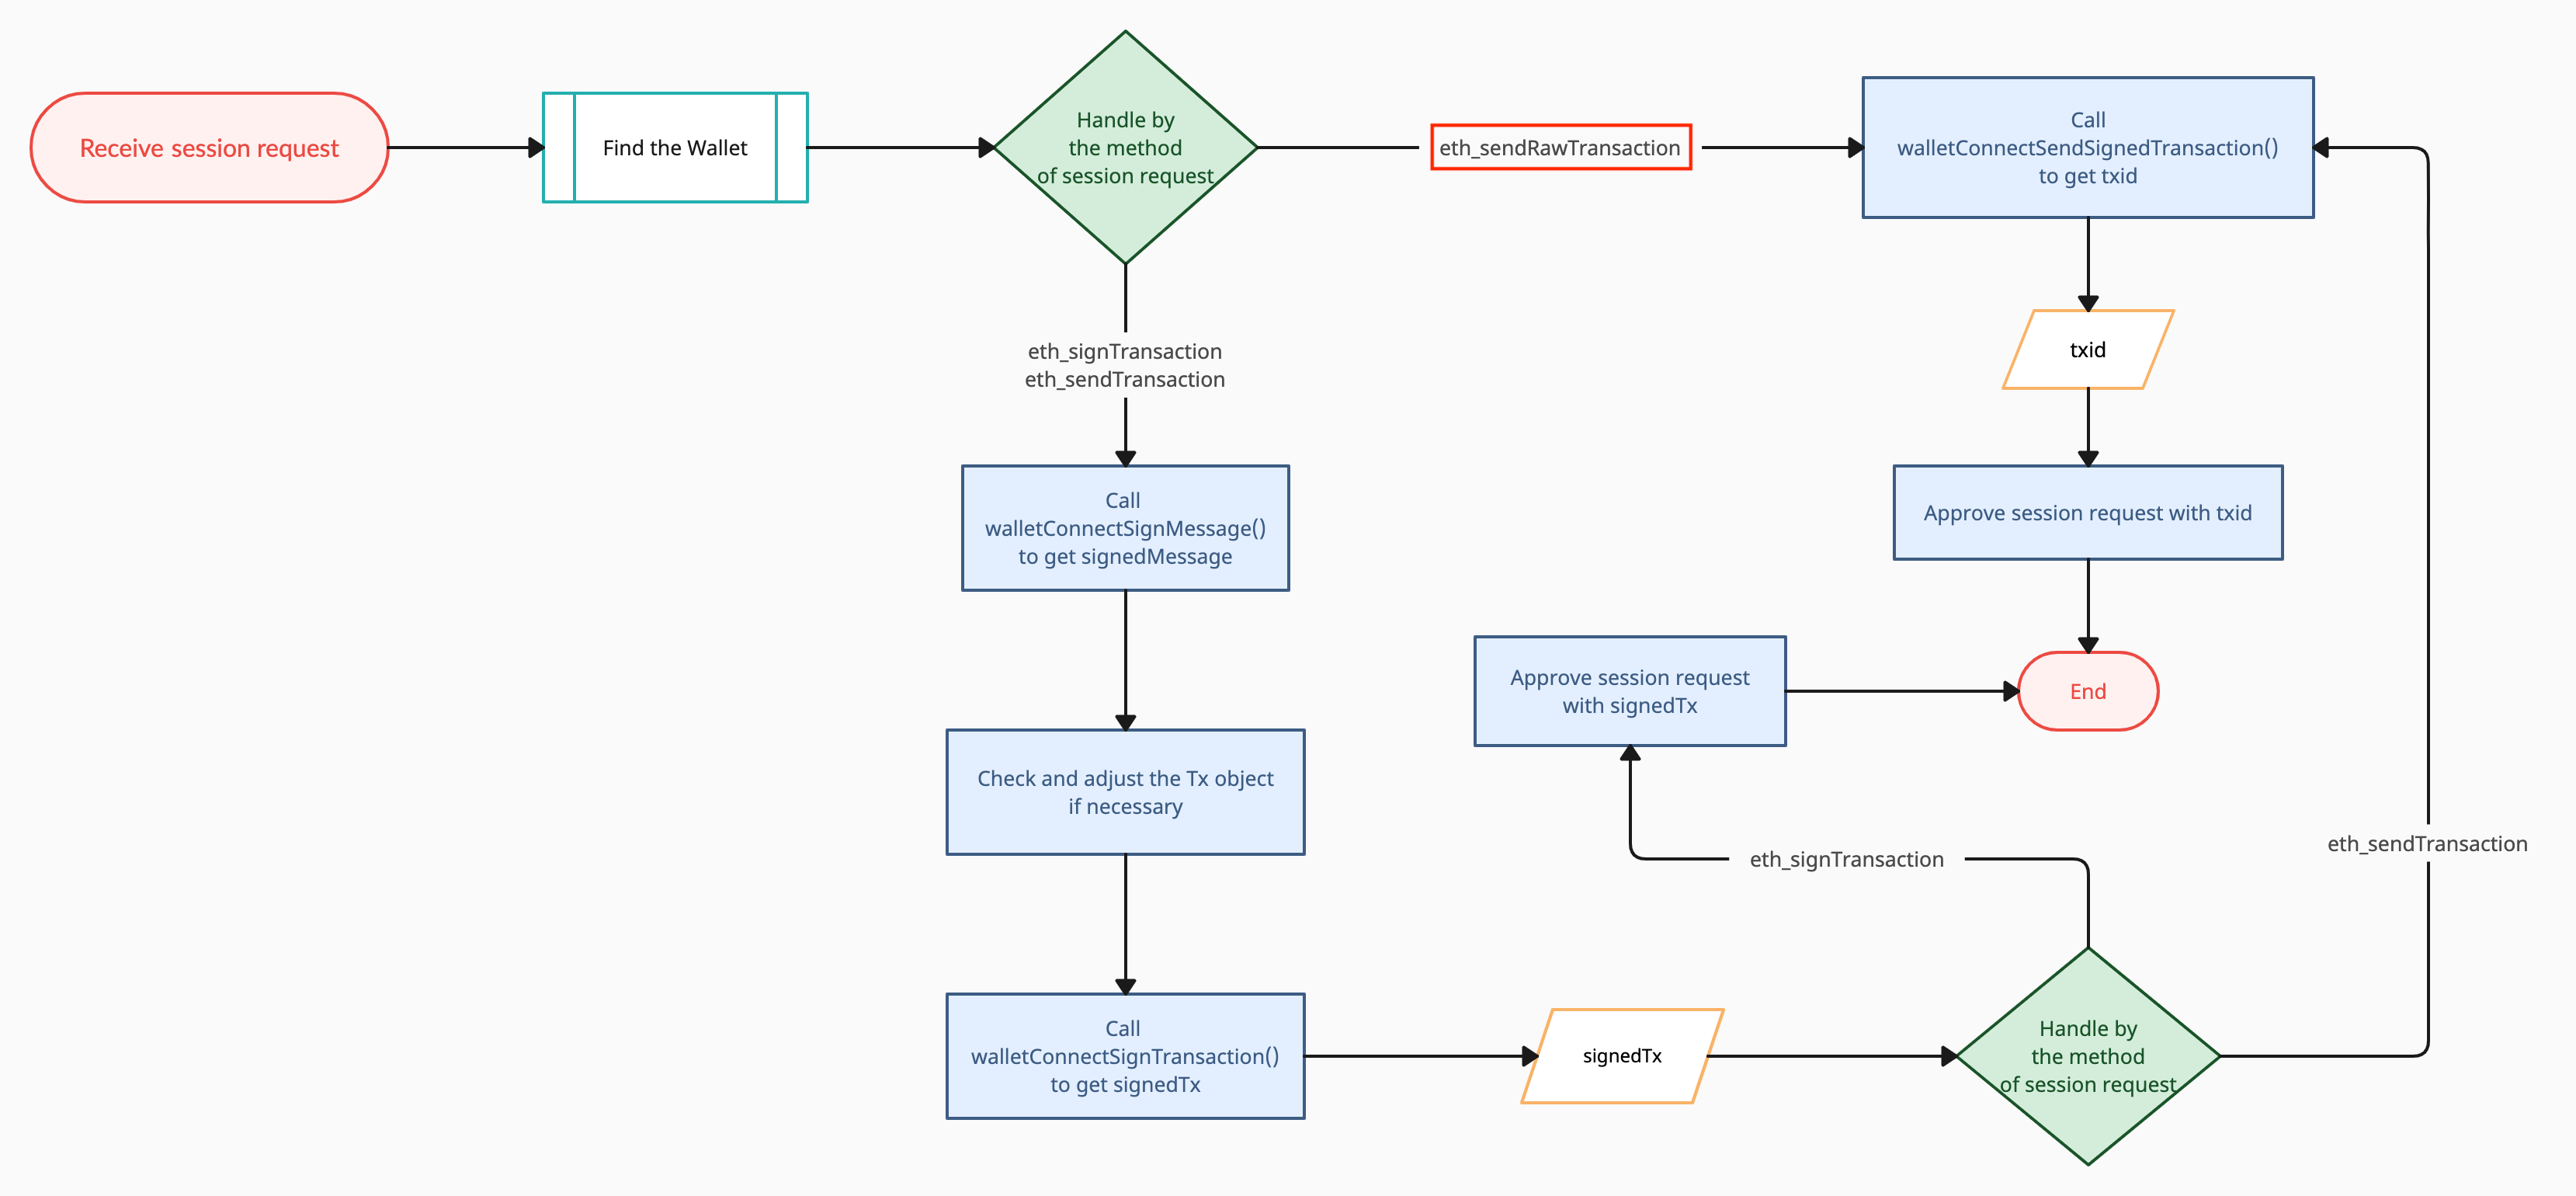 Receive session request
Find the Wallet
Handle by
the method
of session request
eth_sendRawTransaction
Call
walletConnectSendSignedTransaction()
to get txid
eth_signTransaction
eth_sendTransaction
txid
Call
walletConnectSignMessage()
to get signedMessage
Approve session request with txid
Approve session request
with signedTx
End
Check and adjust the Tx object
if necessary
eth_signTransaction
eth_sendTransaction
Call
walletConnectSignTransaction()
to get signedTx
signedTx
Handle by
the method
of session request